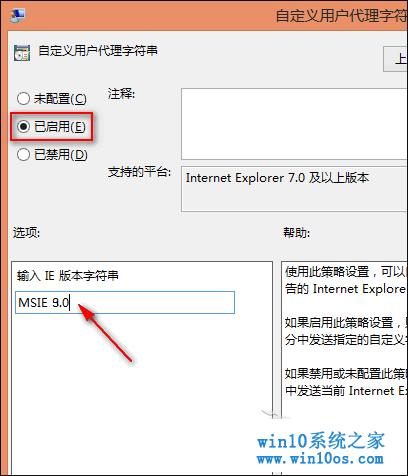 自定义用户代理字符
自定义用户代理字符串
上
未配置(C)
注释:
已启用(E)
已禁用(D)
支持的平台:
Internet Explorer 7.0 及以上版本
选项:
帮助:
输入 IE 版本字符串
MSIE 9.0
使用此策略设置，可以
告的 Internet Explore
如果启用此策略设置，
分中发送指定的自定义
如果禁用或未配置此策略
中发送当前 Internet Ex
win10系统之家
www.win10os.com